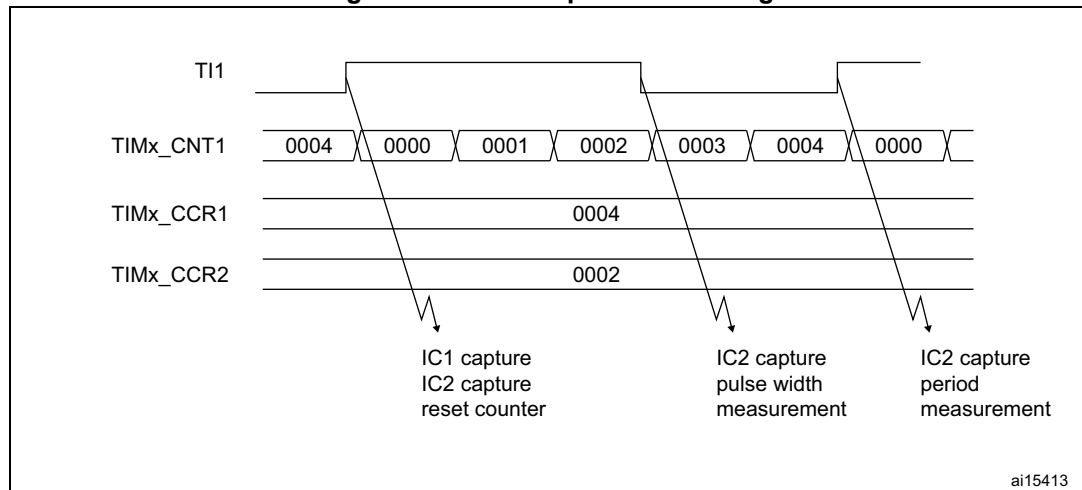 TI1
TIMx_CNT1 0004 0000 0001 0002 0003 0004 0000
TIMx_CCR1 0004
TIMx_CCR2 0002
IC1 capture
IC2 capture
reset counter
IC2 capture
pulse width
measurement
IC2 capture
period
measurement
ai15413